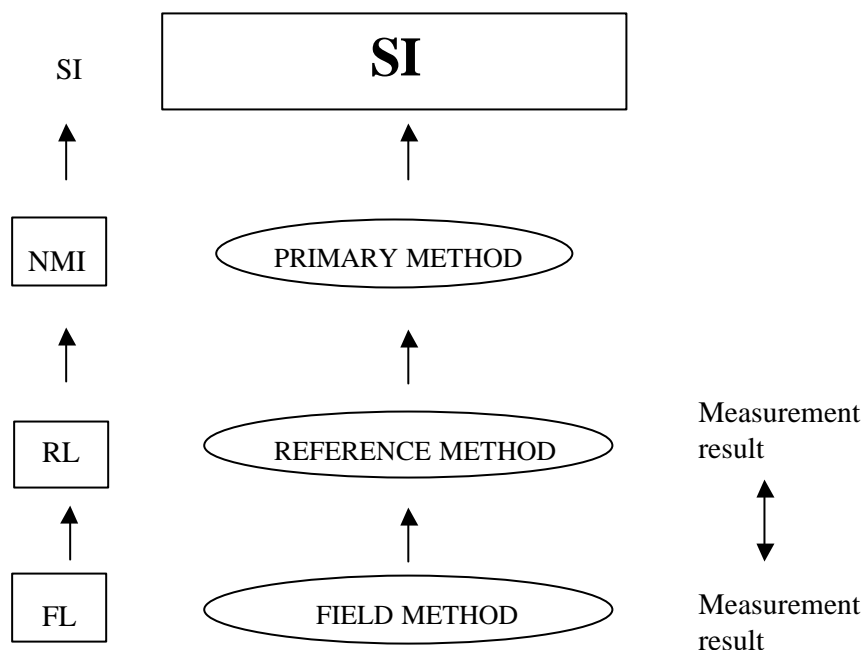 SI
SI
NMI
PRIMARY METHOD
RL
REFERENCE METHOD
Measurement
result
FL
FIELD METHOD
Measurement
result